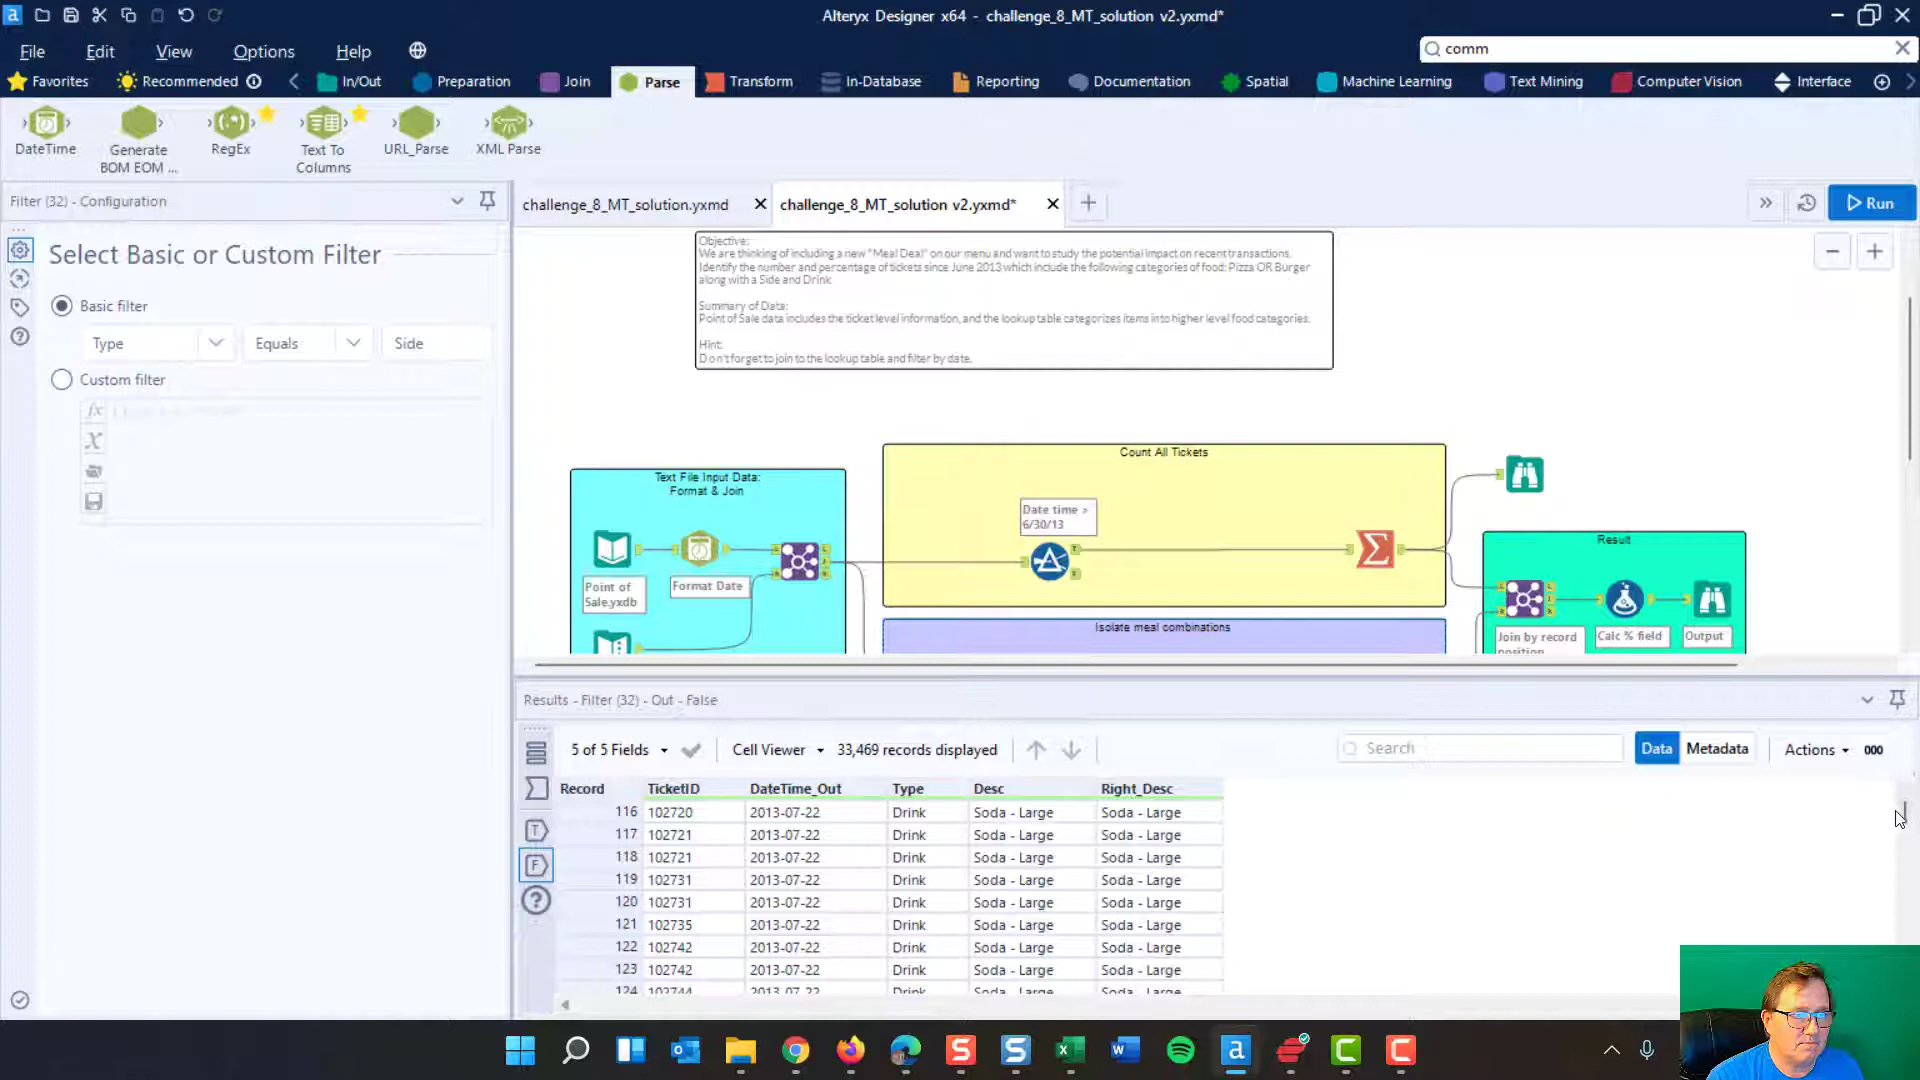 Alteryx Designer x64 - challenge_8_MT_solution v2.yxmd*
File Edit View Options Help
comm
Favorites Recommended In/Out Preparation Join Parse Transform In-Database Reporting Documentation Spatial Machine Learning Text Mining Computer Vision Interface
DateTime
Generate
BOM EOM ...
RegEx
Text To
Columns
URL_Parse
XML Parse
Filter (32) - Configuration
challenge_8_MT_solution.yxmd
challenge_8_MT_solution v2.yxmd*
Run
Select Basic or Custom Filter
Basic filter
Type Equals Side
Custom filter
Objective:
We are thinking of including a new "Meal Deal" on our menu and want to study the potential impact on recent transactions.
Identify the number and percentage of tickets since June 2013 which include the following categories of food: Pizza OR Burger
along with a Side and Drink
Summary of Data:
Point of Sale data includes the ticket level information, and the lookup table categorizes items into higher level food categories.
Hint:
Don't forget to join to the lookup table and filter by date.
Text File Input Data:
Format & Join
Point of
Sale.yxdb
Format Date
Count All Tickets
Date time >
6/30/13
Isolate meal combinations
Result
Join by record
position
Calc % field
Output
Results - Filter (32) - Out - False
5 of 5 Fields Cell Viewer 33,469 records displayed Search Data Metadata Actions 000
Record TicketID DateTime_Out Type Desc Right_Desc
116 102720 2013-07-22 Drink Soda - Large Soda - Large
117 102721 2013-07-22 Drink Soda - Large Soda - Large
118 102721 2013-07-22 Drink Soda - Large Soda - Large
119 102731 2013-07-22 Drink Soda - Large Soda - Large
120 102731 2013-07-22 Drink Soda - Large Soda - Large
121 102735 2013-07-22 Drink Soda - Large Soda - Large
122 102742 2013-07-22 Drink Soda - Large Soda - Large
123 102742 2013-07-22 Drink Soda - Large Soda - Large
124 102744 2013-07-22 Drink Soda - Large Soda - Large